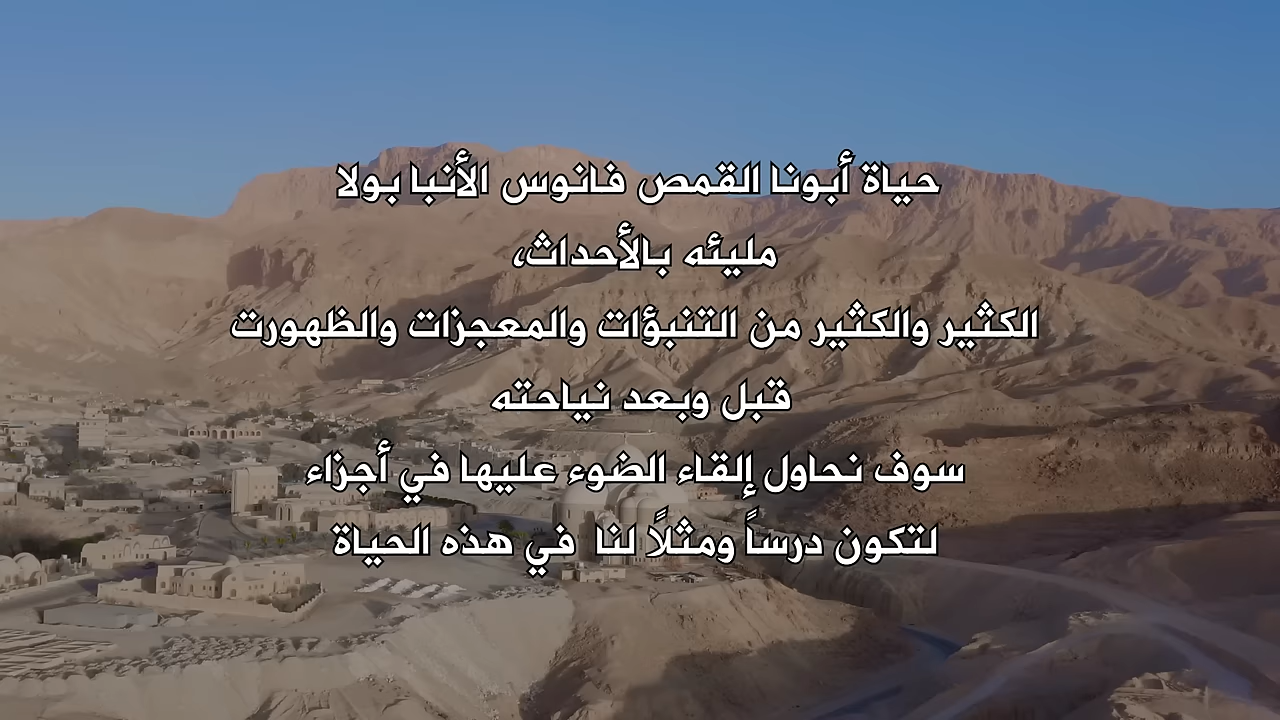 حياة أبونا القمص فانوس الأنبا بولا
مليئه بالأحداث،
الكثير والكثير من التنبؤات والمعجزات والظهورت
قبل وبعد نياحته
سوف نحاول إلقاء الضوء عليها في أجزاء
لتكون درساً ومثلاً لنا في هذه الحياة